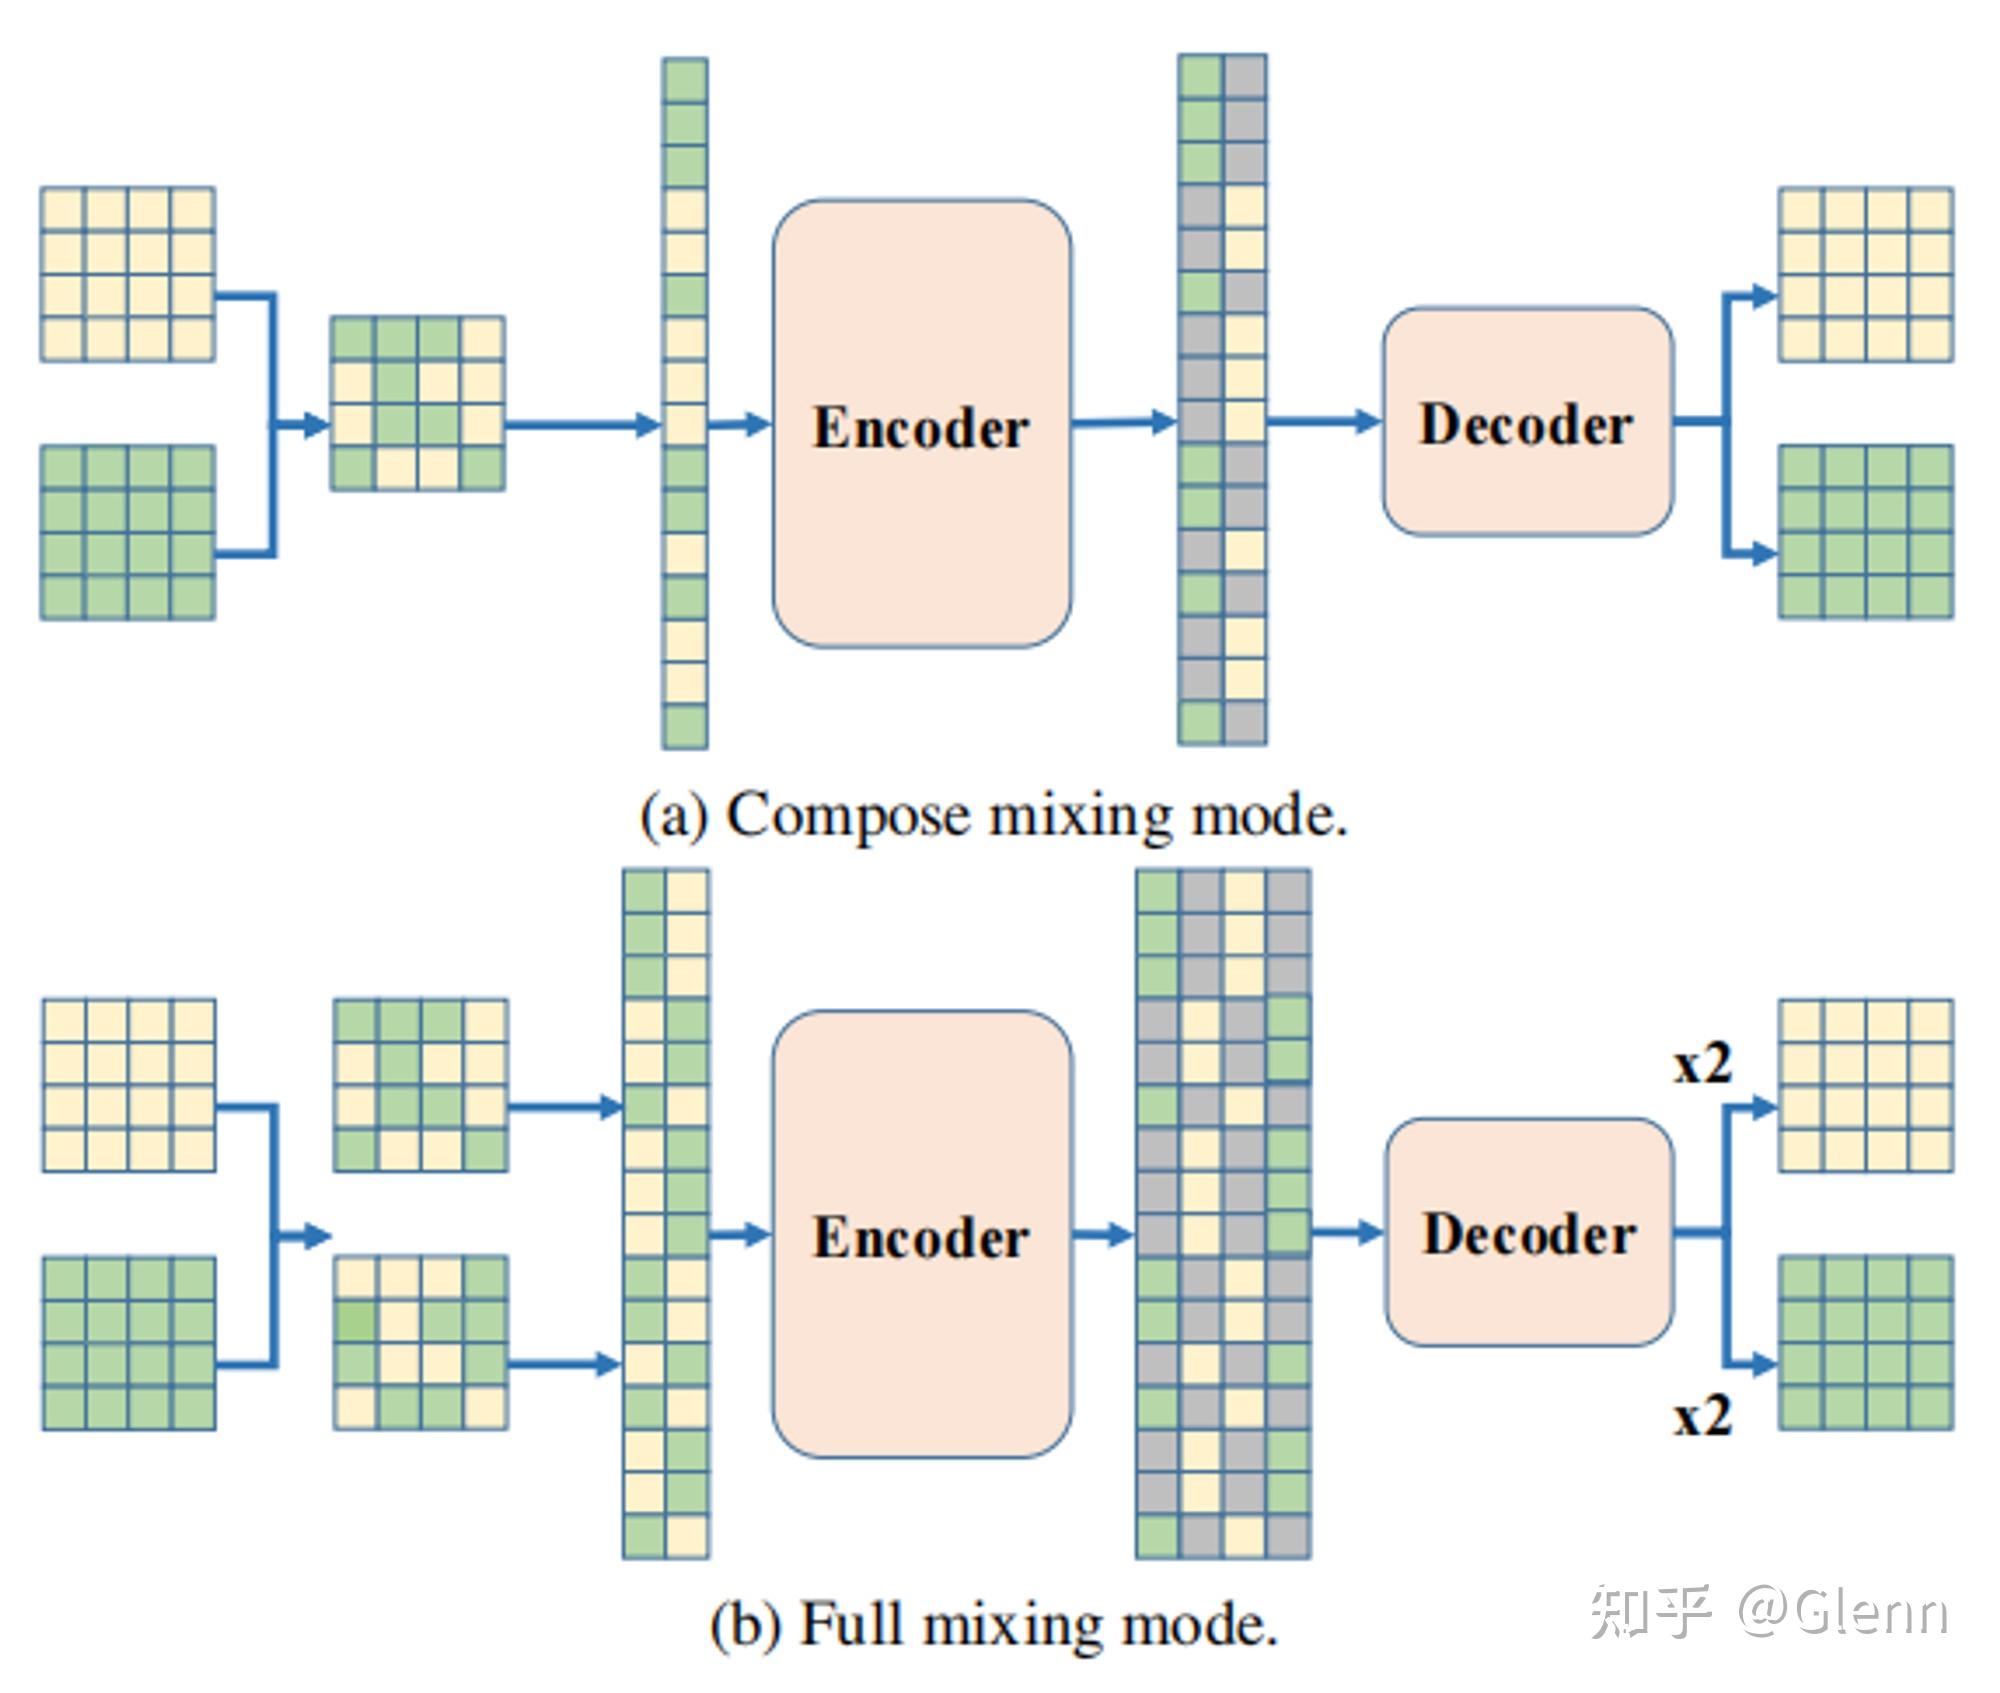 Encoder
Decoder
(a) Compose mixing mode.
x2
Encoder
Decoder
x2
(b) Full mixing mode.
知乎 @Glenn